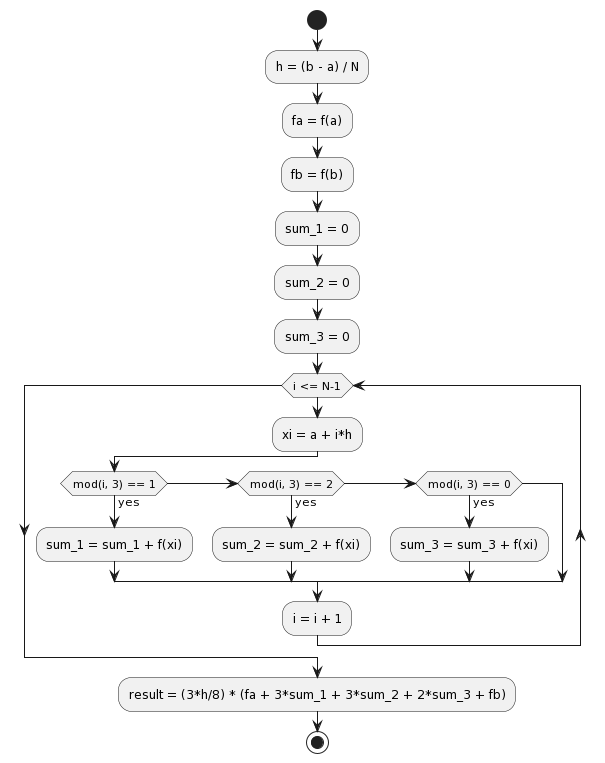 h = (b - a) / N
fa = f(a)
fb = f(b)
sum_1 = 0
sum_2 = 0
sum_3 = 0
i <= N-1
xi = a + i*h
mod(i, 3) == 1
yes
sum_1 = sum_1 + f(xi)
mod(i, 3) == 2
yes
sum_2 = sum_2 + f(xi)
mod(i, 3) == 0
yes
sum_3 = sum_3 + f(xi)
i = i + 1
result = (3*h/8) * (fa + 3*sum_1 + 3*sum_2 + 2*sum_3 + fb)